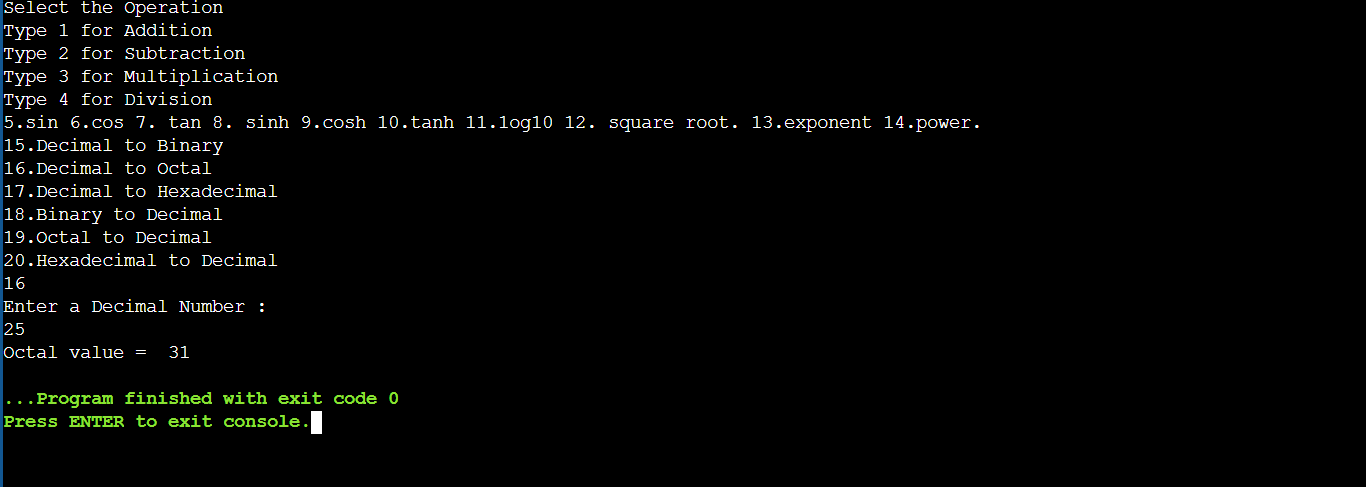 Select the Operation
Type 1 for Addition
Type 2 for Subtraction
Type 3 for Multiplication
Type 4 for Division
5.sin 6.cos 7. tan 8. sinh 9.cosh 10.tanh 11.log10 12. square root. 13.exponent 14.power.
15.Decimal to Binary
16.Decimal to Octal
17.Decimal to Hexadecimal
18.Binary to Decimal
19.Octal to Decimal
20.Hexadecimal to Decimal
16
Enter a Decimal Number :
25
Octal value =  31
...Program finished with exit code 0
Press ENTER to exit console.